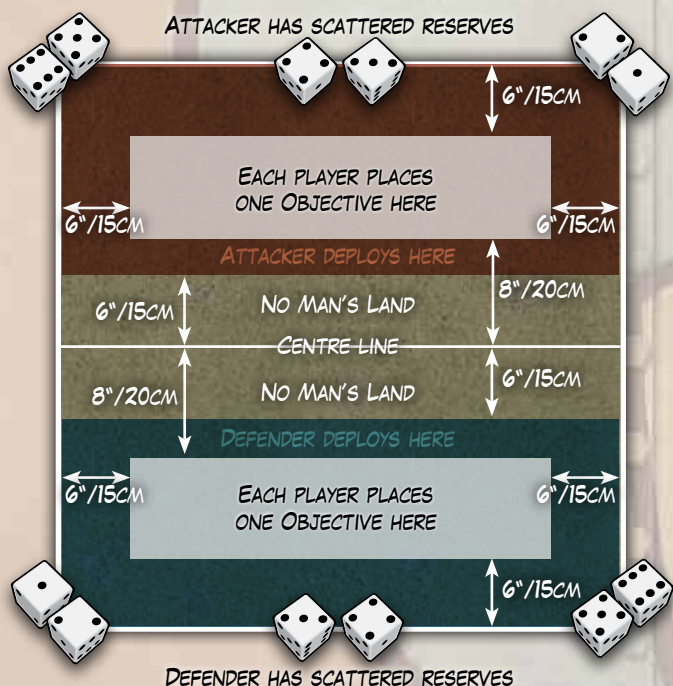 ATTACKER HAS SCATTERED RESERVES
6"/15CM
EACH PLAYER PLACES
ONE OBJECTIVE HERE
6"/15CM
6"/15CM
ATTACKER DEPLOYS HERE
8"/20CM
6"/15CM
NO MAN'S LAND
CENTRE LINE
8"/20CM
NO MAN'S LAND
6"/15CM
DEFENDER DEPLOYS HERE
6"/15CM
EACH PLAYER PLACES
ONE OBJECTIVE HERE
6"/15CM
6"/15CM
DEFENDER HAS SCATTERED RESERVES